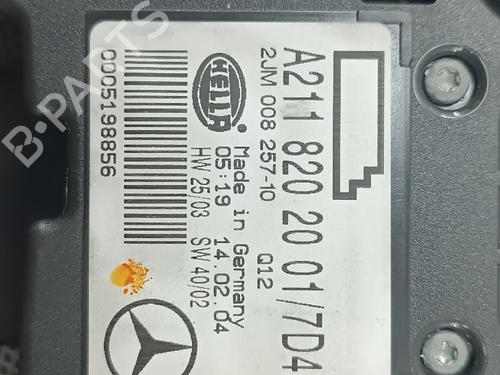 A211 820 20 01/7D4
2JM 008 257-10
Q12
HELLA
Made in Germany
05:19 14.02.04
HW 25/03 SW 40/02
0005198856
B-PARTS